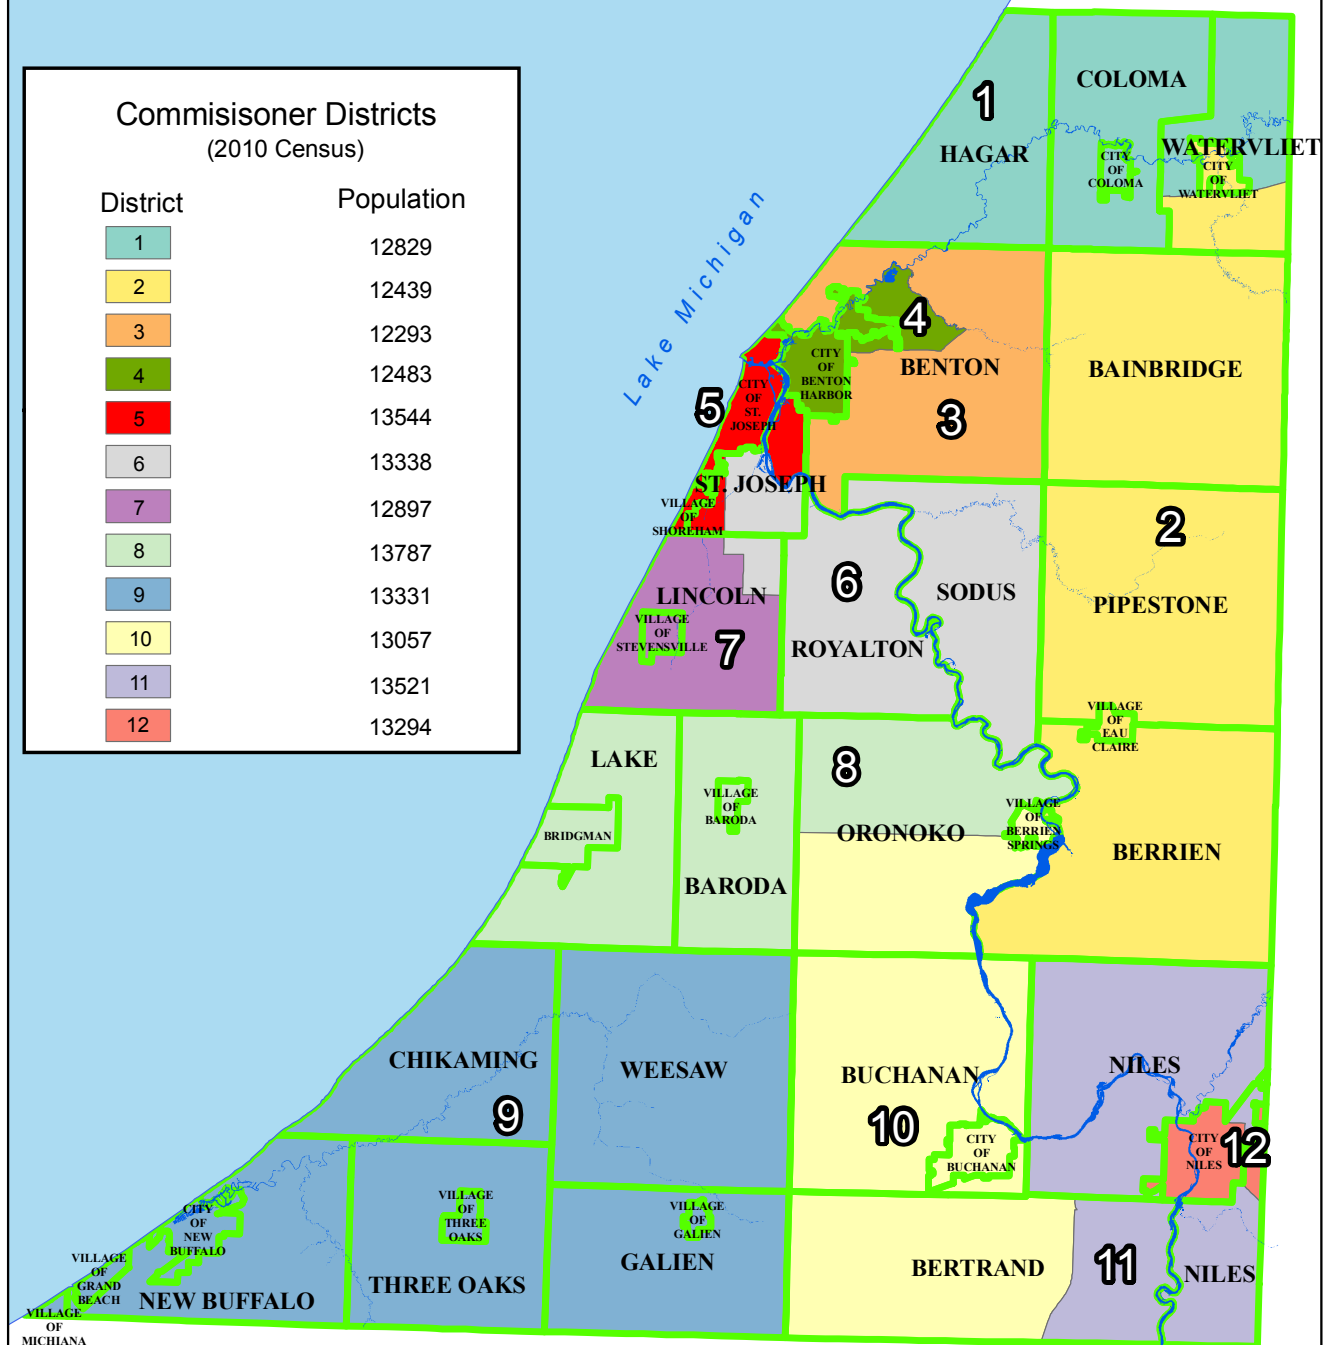 Commisisoner Districts
(2010 Census)
District Population
1 12829
2 12439
3 12293
4 12483
5 13544
6 13338
7 12897
8 13787
9 13331
10 13057
11 13521
12 13294
Lake Michigan
1
HAGAR
COLOMA
CITY
OF
COLOMA
WATERVLIET
CITY
OF
WATERVLIET
4
BENTON
3
CITY
OF
BENTON
HARBOR
BAINBRIDGE
5
CITY
OF
ST.
JOSEPH
ST. JOSEPH
VILLAGE
OF
SHOREHAM
2
PIPESTONE
6
SODUS
ROYALTON
LINCOLN
VILLAGE
OF
STEVENSVILLE
7
VILLAGE
OF
EAU
CLAIRE
LAKE
BRIDGMAN
VILLAGE
OF
BARODA
BARODA
8
ORONOKO
VILLAGE
OF
BERRIEN
SPRINGS
BERRIEN
CHIKAMING
9
WEESAW
BUCHANAN
10
CITY
OF
BUCHANAN
NILES
CITY
OF
NILES
12
CITY
OF
NEW
BUFFALO
VILLAGE
OF
GRAND
BEACH
VILLAGE
OF
MICHIANA
NEW BUFFALO
VILLAGE
OF
THREE
OAKS
THREE OAKS
VILLAGE
OF
GALIEN
GALIEN
BERTRAND
11
NILES